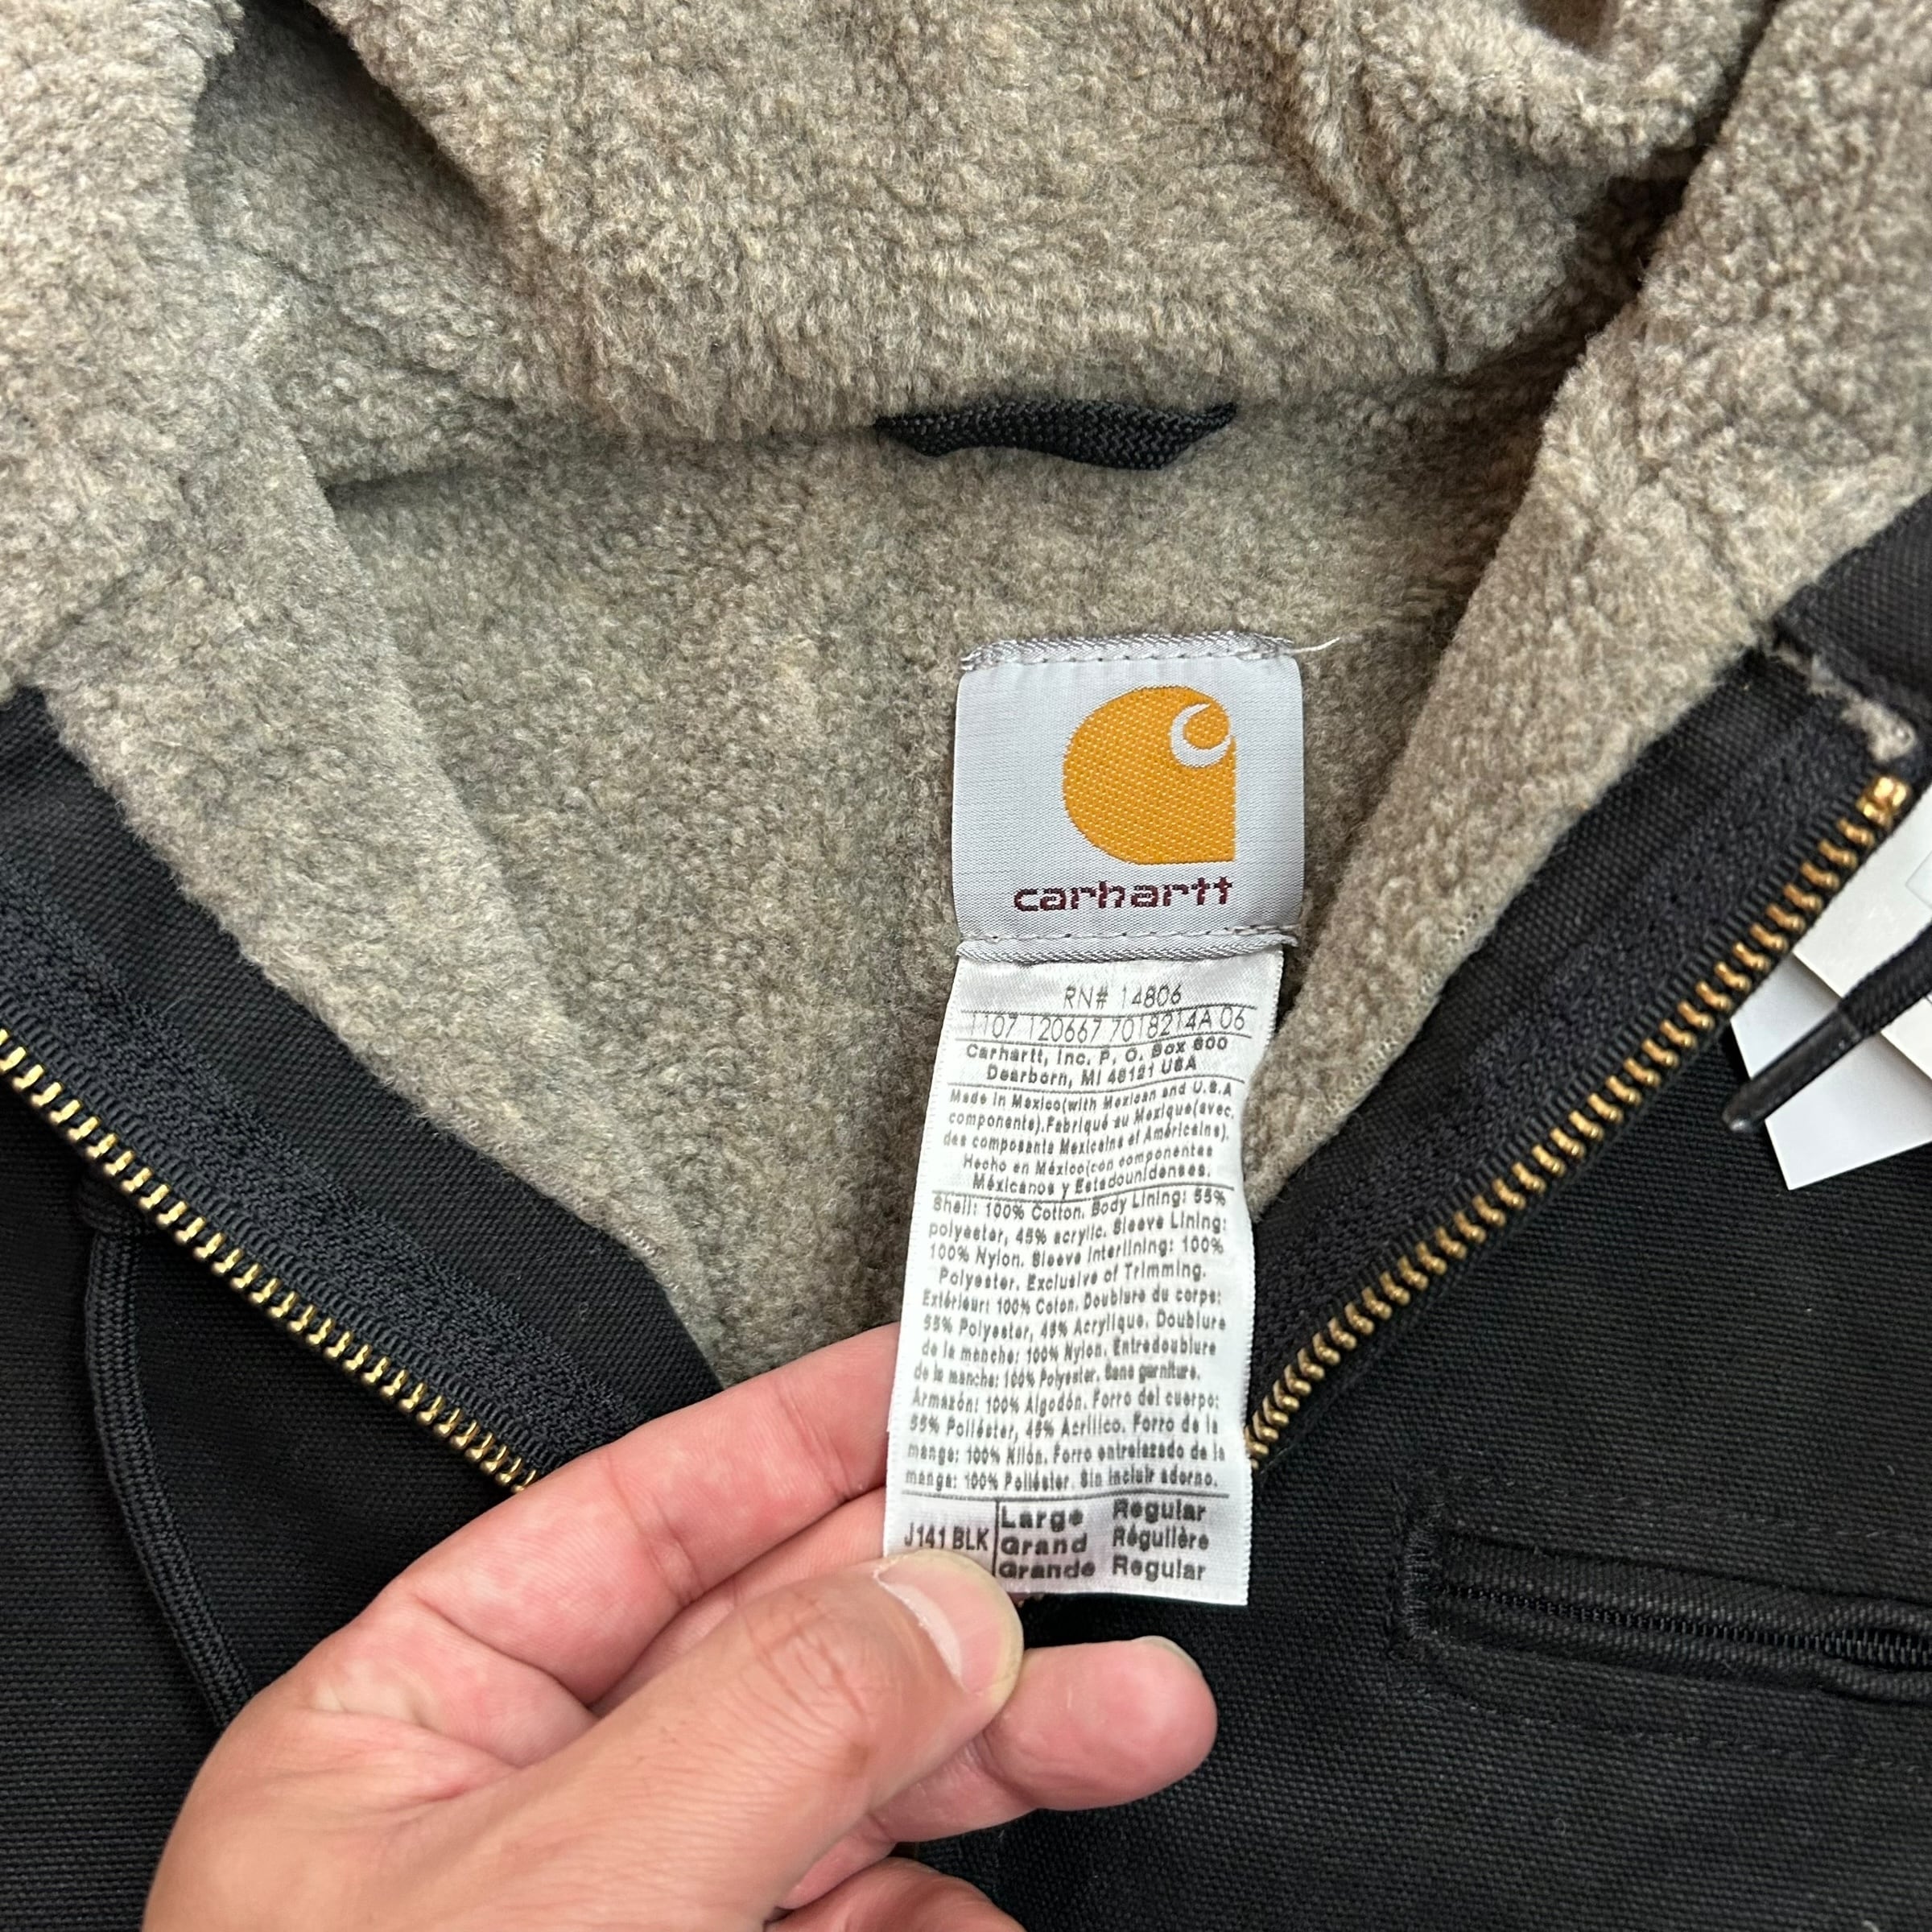 carhartt
RN# 14806
1107 120667 7018214A 06
Carhartt, Inc. P. O. Box 600
Dearborn, MI 48121 USA
Made in Mexico(with Mexican and U.S.A
components).Fabriqué au Mexique(avec,
des composants Mexicains et Américains).
Hecho en México(con componentes
Méxicanos y Estadounidenses.
Shell: 100% Cotton. Body Lining: 55%
polyester, 45% acrylic. Sleeve Lining:
100% Nylon. Sleeve Interlining: 100%
Polyester. Exclusive of Trimming.
Extérieur: 100% Coton. Doublure du corps:
55% Polyester, 45% Acrylique. Doublure
de la manche: 100% Nylon. Entredoublure
de la manche: 100% Polyester. Sans garniture.
Armazón: 100% Algodón. Forro del cuerpo:
55% Poliéster, 45% Acrílico. Forro de la
manga: 100% Nilón. Forro entrelazado de la
manga: 100% Poliéster. Sin incluir adorno.
J141 BLK Large Regular
Grand Régulière
Grande Regular